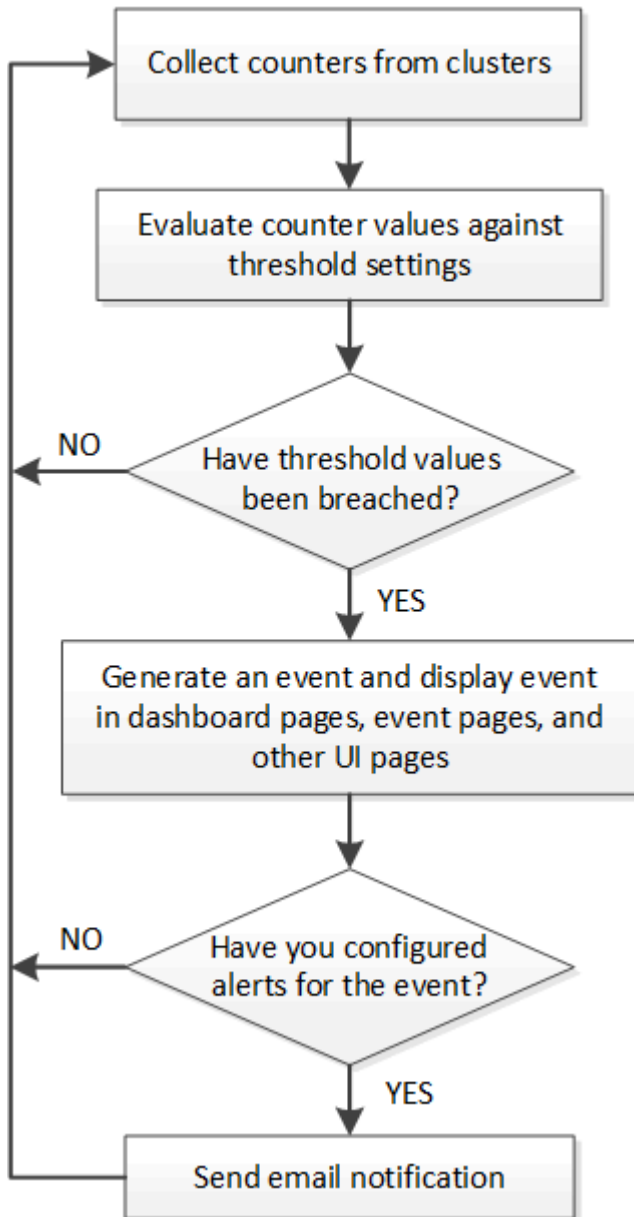 Collect counters from clusters
Evaluate counter values against
threshold settings
NO
Have threshold values
been breached?
YES
Generate an event and display event
in dashboard pages, event pages, and
other UI pages
NO
Have you configured
alerts for the event?
YES
Send email notification